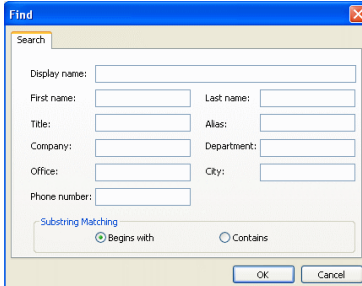 Find
Search
Display name:
First name: Last name:
Title: Alias:
Company: Department:
Office: City:
Phone number:
Substring Matching
Begins with Contains
OK Cancel